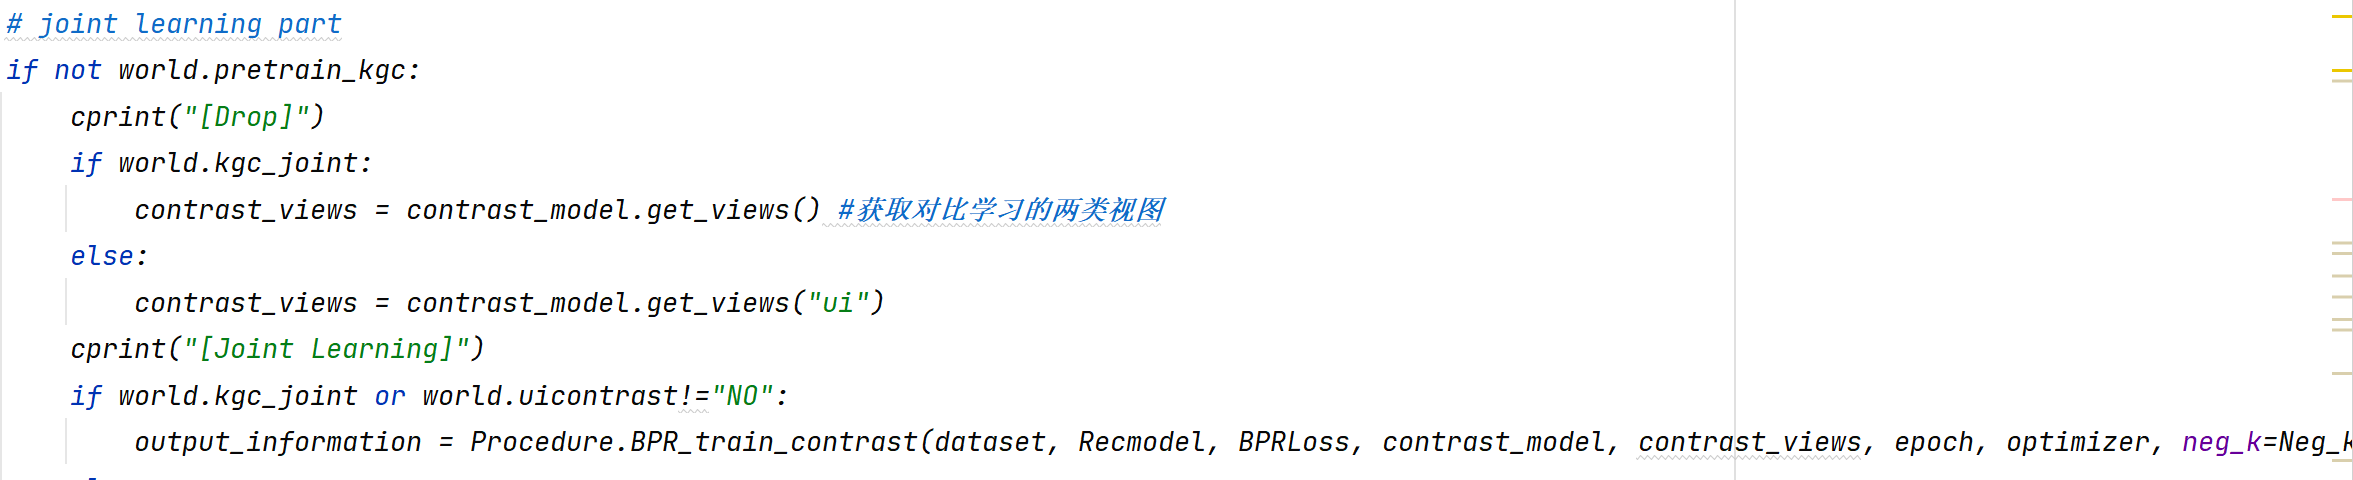 # joint learning part
if not world.pretrain_kgc:
    cprint("[Drop]")
    if world.kgc_joint:
        contrast_views = contrast_model.get_views() #获取对比学习的两类视图
    else:
        contrast_views = contrast_model.get_views("ui")
    cprint("[Joint Learning]")
    if world.kgc_joint or world.uicontrast!="NO":
        output_information = Procedure.BPR_train_contrast(dataset, Recmodel, BPRLoss, contrast_model, contrast_views, epoch, optimizer, neg_k=Neg_k